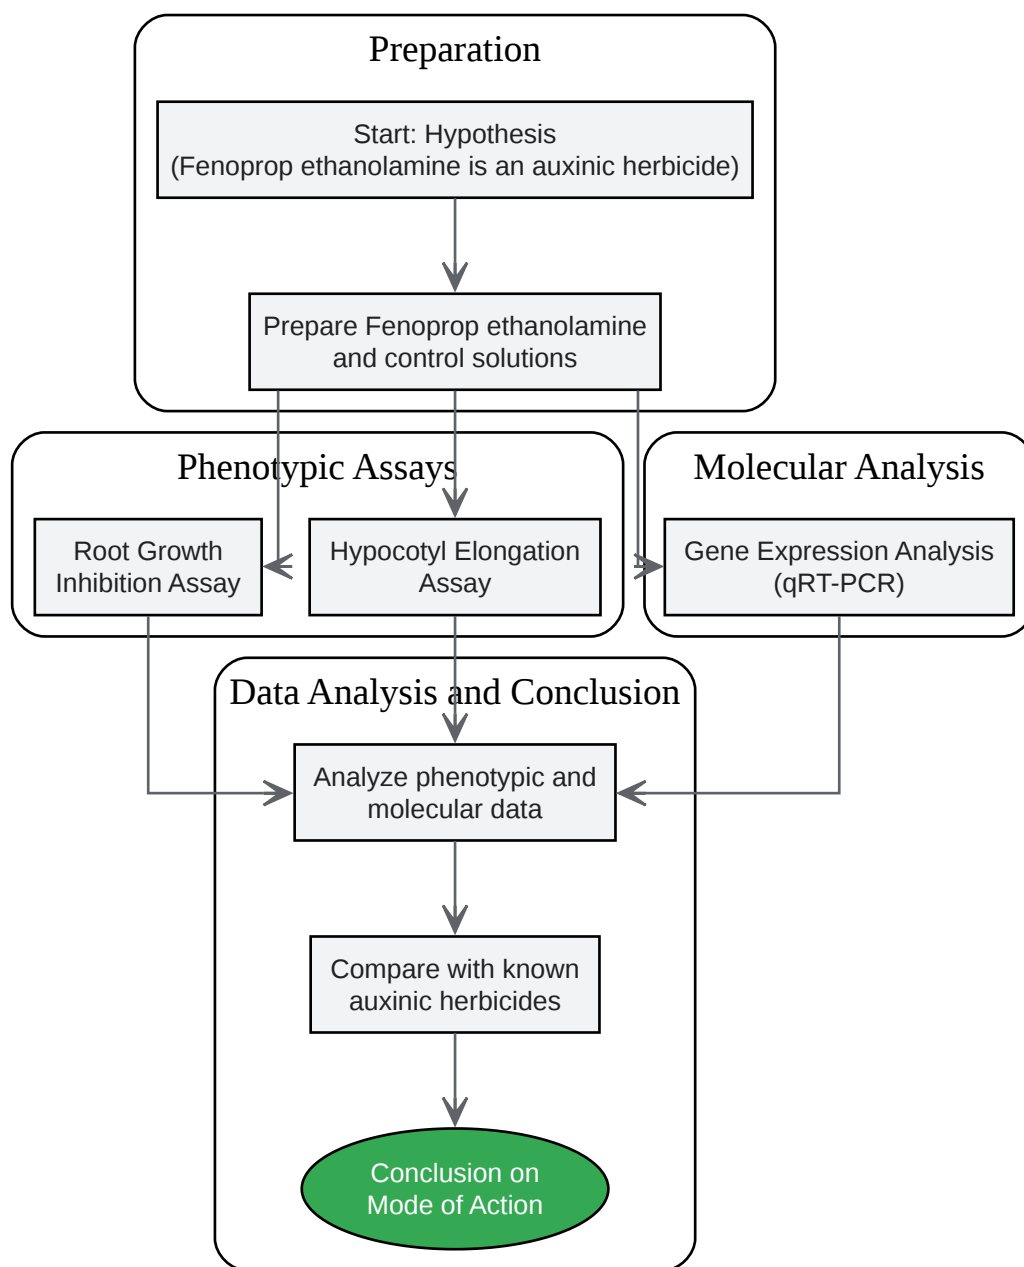 Preparation
Start: Hypothesis
(Fenoprop ethanolamine is an auxinic herbicide)
Prepare Fenoprop ethanolamine
and control solutions
Phenotypic Assays
Root Growth
Inhibition Assay
Hypocotyl Elongation
Assay
Molecular Analysis
Gene Expression Analysis
(qRT-PCR)
Data Analysis and Conclusion
Analyze phenotypic and
molecular data
Compare with known
auxinic herbicides
Conclusion on
Mode of Action